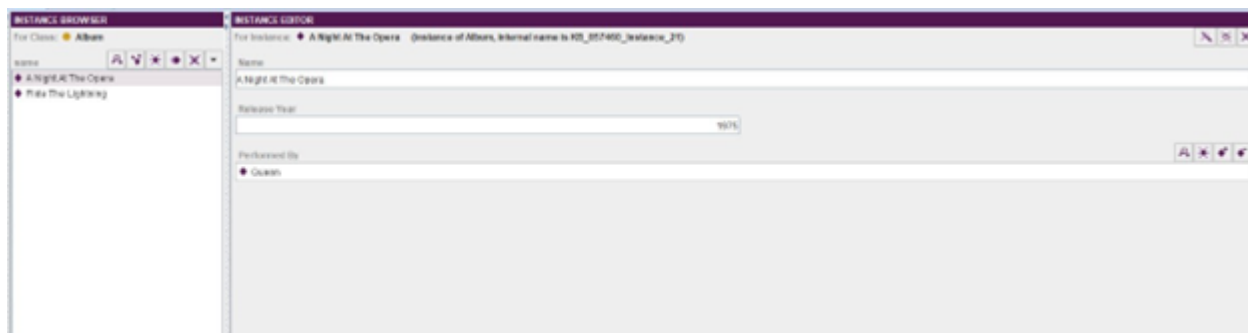 INSTANCE BROWSER
For Class: Album
Name
A Night At The Opera
Ride The Lightning
INSTANCE EDITOR
For Instance: A Night At The Opera (instance of Album, internal name is KB_857460_Instance_21)
Name
A Night At The Opera
Release Year
1975
Performed By
Queen